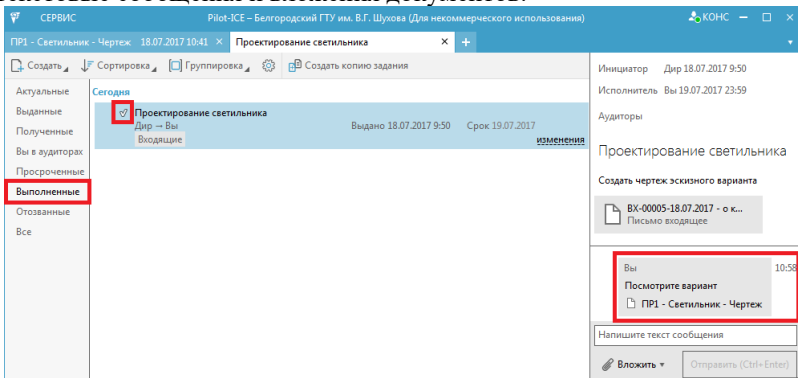 СЕРВИС Pilot-ICE – Белгородский ГТУ им. В.Г. Шухова (Для некоммерческого использования) КОНС
ПР1 - Светильник - Чертеж 18.07.2017 10:41 × Проектирование светильника × +
Создать Сортировка Группировка Создать копию задания
Актуальные
Выданные
Полученные
Вы в аудиторах
Просроченные
Выполненные
Отозванные
Все
Сегодня
Проектирование светильника
Дир → Вы Выдано 18.07.2017 9:50 Срок 19.07.2017
Входящие изменения
Инициатор Дир 18.07.2017 9:50
Исполнитель Вы 19.07.2017 23:59
Аудиторы
Проектирование светильника
Создать чертеж эскизного варианта
ВХ-00005-18.07.2017 - о к...
Письмо входящее
Вы 10:58
Посмотрите вариант
ПР1 - Светильник - Чертеж
Напишите текст сообщения
Вложить Отправить (Ctrl+Enter)